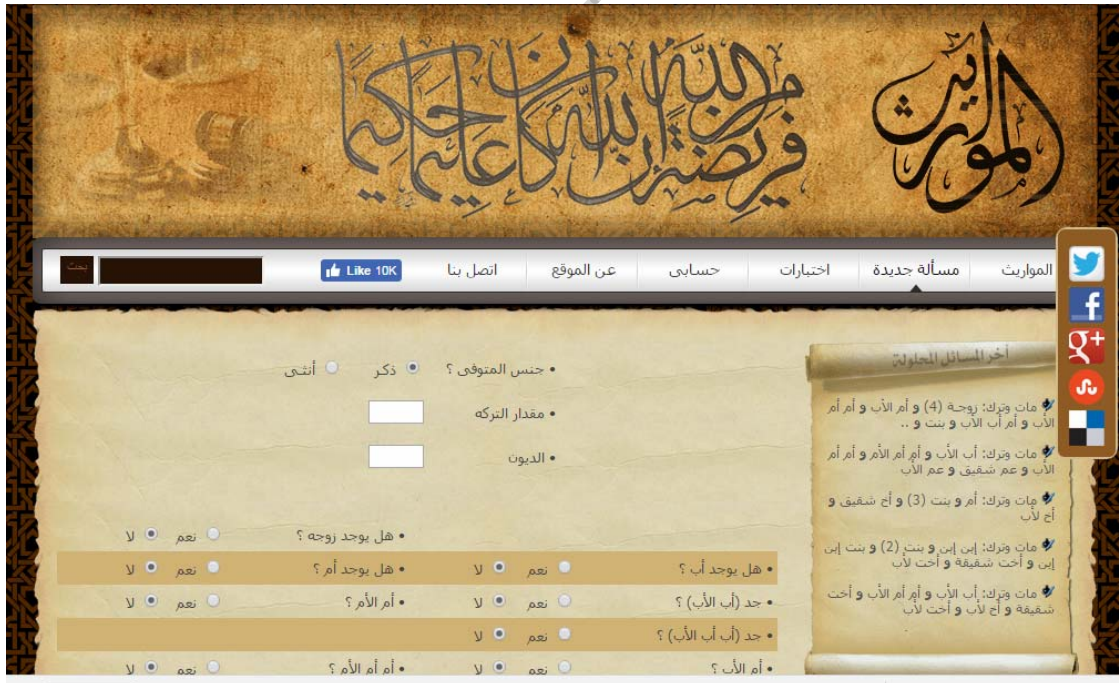 المواريث
فريضة من الله إن الله كان عليما حكيما
المواريث
مسألة جديدة
اختبارات
حسابى
عن الموقع
اتصل بنا
Like 10K
بحث
آخر المسائل المحلولة
مات وترك: زوجة (4) و أم الأب و أم أم
الأب و أم أب الأب و بنت و ..
مات وترك: أب الأب و أم أم الأم و أم أم
الأب و عم شقيق و عم الأب
مات وترك: أم و بنت (3) و أخ شقيق و
أخ لأب
مات وترك: إبن إبن و بنت (2) و بنت إبن
إبن و أخت شقيقة و أخت لأب
مات وترك: أب الأب و أم أم الأب و أخت
شقيقة و أخ لأب و أخت لأب
• جنس المتوفى ؟ ذكر أنثى
• مقدار التركه
• الديون
• هل يوجد زوجه ؟ نعم لا
• هل يوجد أب ؟ نعم لا • هل يوجد أم ؟ نعم لا
• جد (أب الأب) ؟ نعم لا • أم الأم ؟ نعم لا
• جد (أب أب الأب) ؟ نعم لا
• أم الأب ؟ نعم لا • أم أم الأم ؟ نعم لا